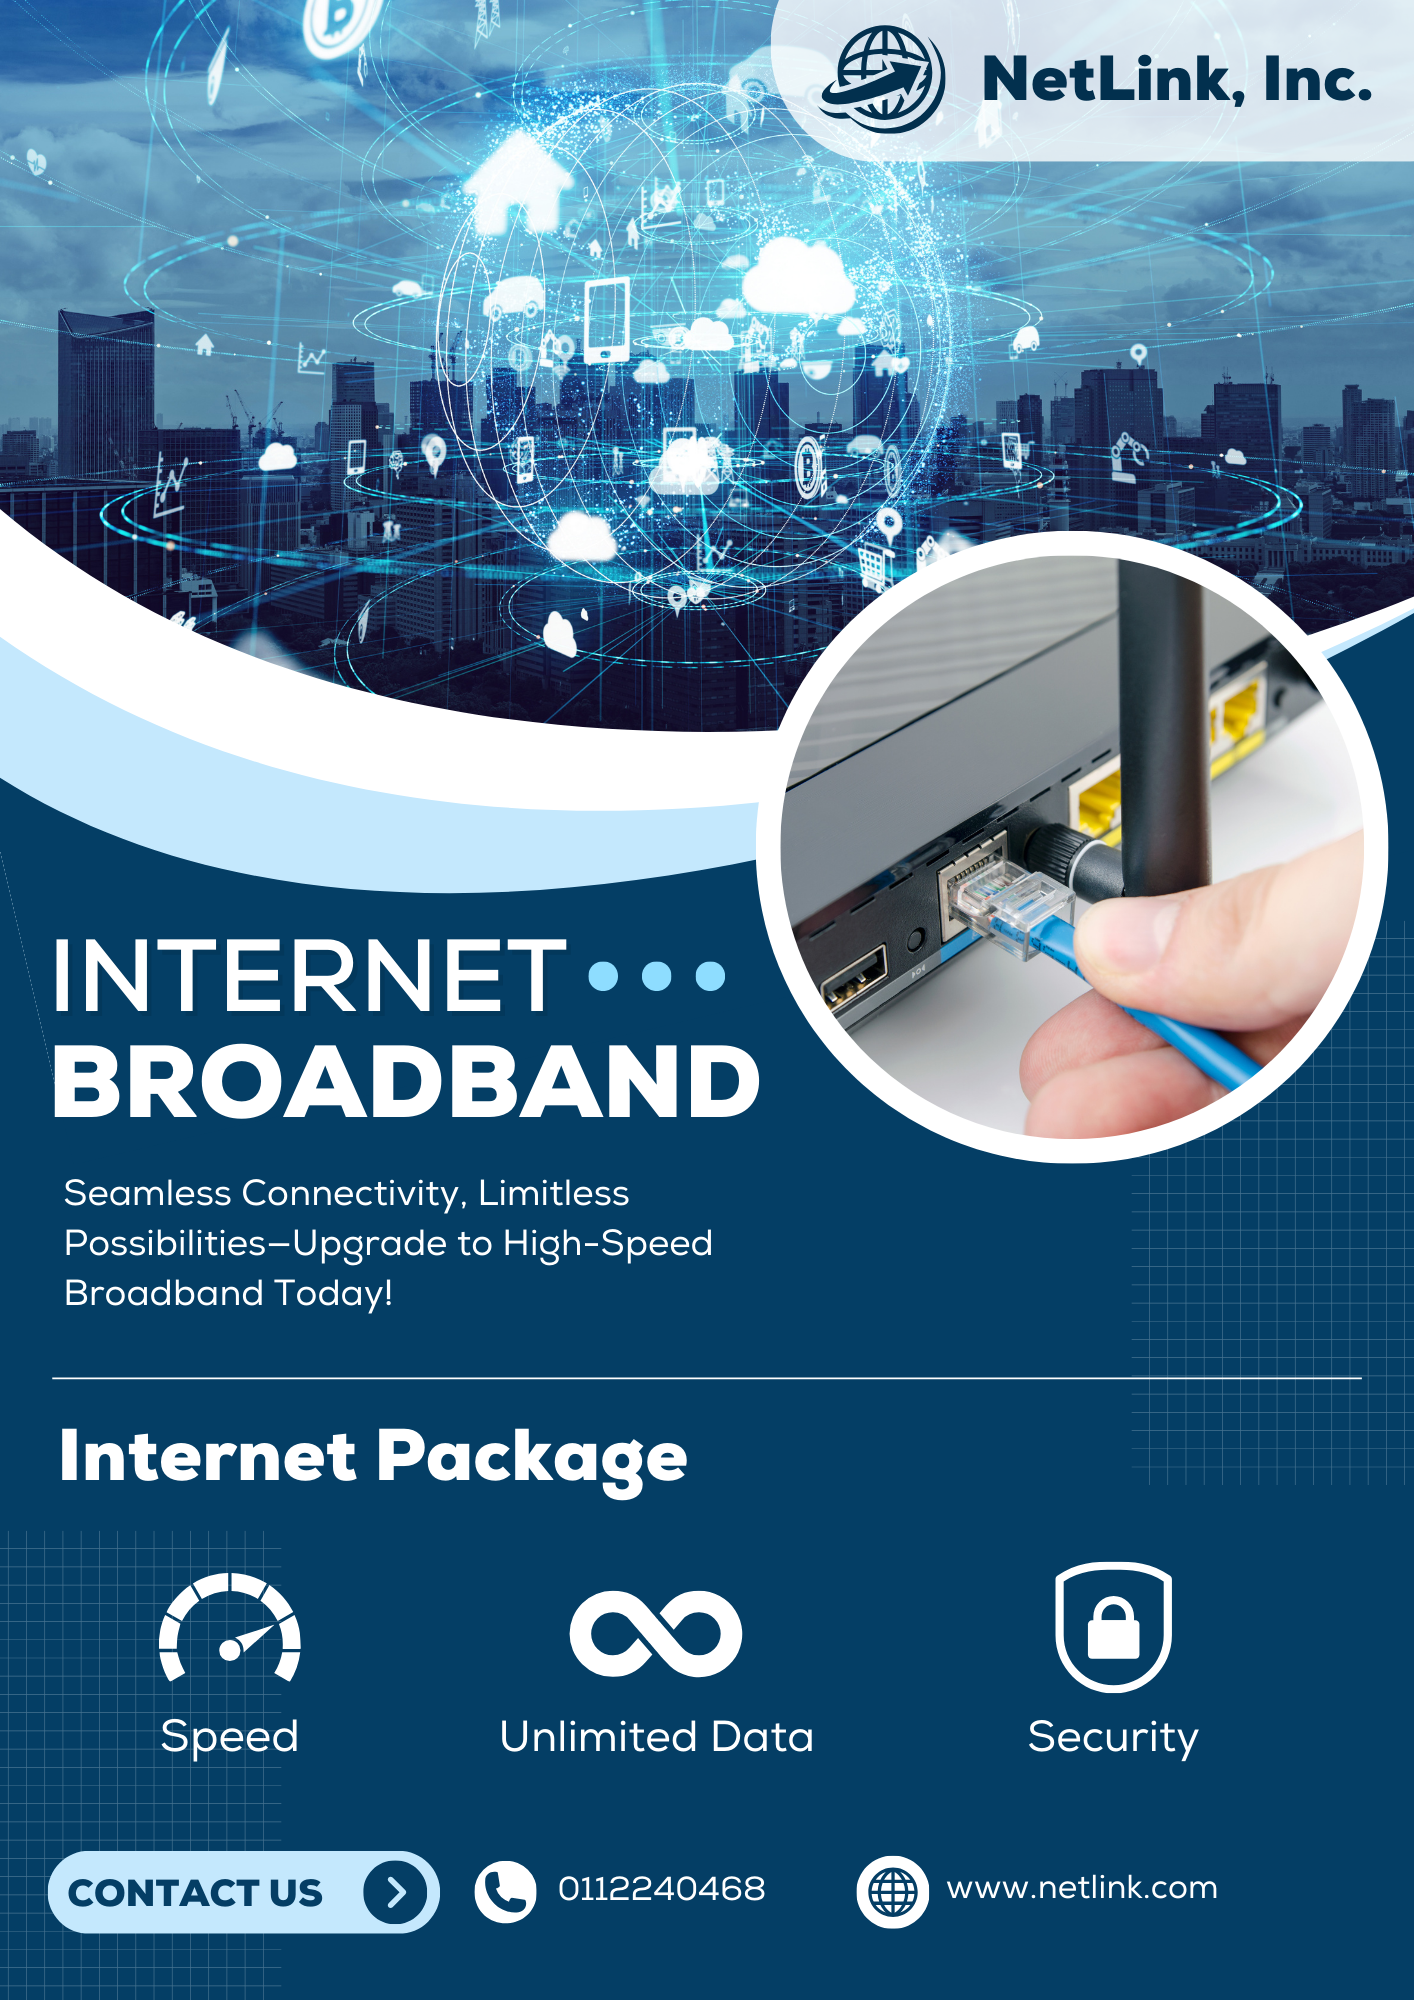 NetLink, Inc.
INTERNET
BROADBAND
Seamless Connectivity, Limitless
Possibilities—Upgrade to High-Speed
Broadband Today!
Internet Package
Speed
Unlimited Data
Security
CONTACT US
0112240468
www.netlink.com